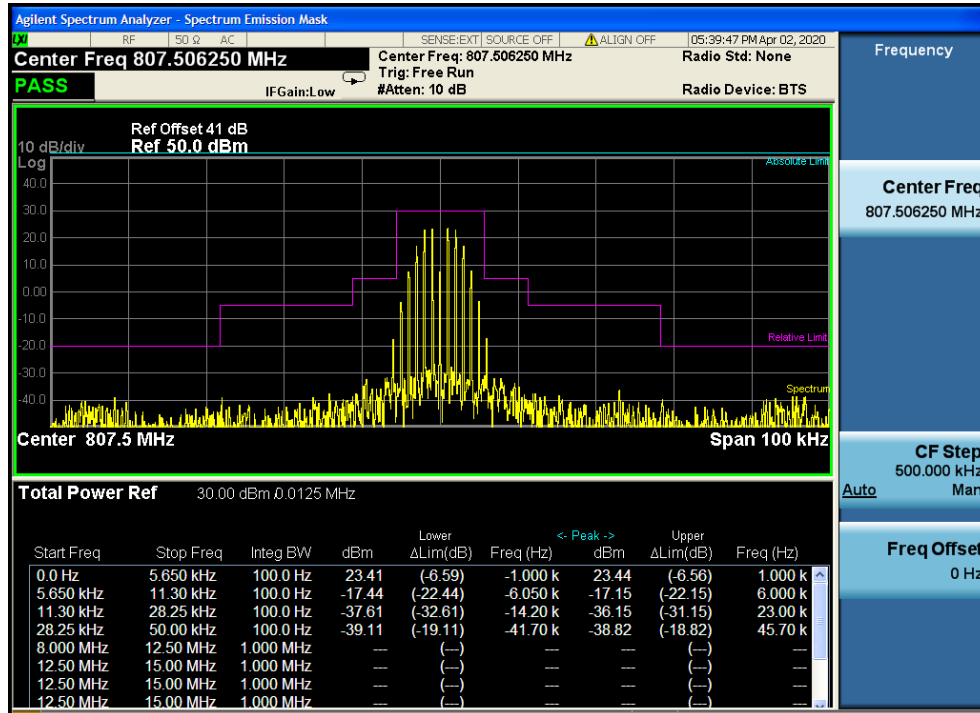 Agilent Spectrum Analyzer - Spectrum Emission Mask
LXI RF 50 Ω AC SENSE:EXT SOURCE OFF ALIGN OFF 05:39:47 PM Apr 02, 2020
Center Freq 807.506250 MHz
Center Freq: 807.506250 MHz
Radio Std: None
Trig: Free Run
PASS
IFGain:Low
#Atten: 10 dB
Radio Device: BTS
Ref Offset 41 dB
10 dB/div Ref 50.0 dBm
Log
Absolute Limit
40.0
30.0
20.0
10.0
0.00
-10.0
-20.0
Relative Limit
-30.0
Spectrum
-40.0
Center 807.5 MHz
Span 100 kHz
Total Power Ref 30.00 dBm / 0.0125 MHz
Lower <- Peak -> Upper
Start Freq Stop Freq Integ BW dBm ΔLim(dB) Freq (Hz) dBm ΔLim(dB) Freq (Hz)
0.0 Hz 5.650 kHz 100.0 Hz 23.41 (-6.59) -1.000 k 23.44 (-6.56) 1.000 k
5.650 kHz 11.30 kHz 100.0 Hz -17.44 (-22.44) -6.050 k -17.15 (-22.15) 6.000 k
11.30 kHz 28.25 kHz 100.0 Hz -37.61 (-32.61) -14.20 k -36.15 (-31.15) 23.00 k
28.25 kHz 50.00 kHz 100.0 Hz -39.11 (-19.11) -41.70 k -38.82 (-18.82) 45.70 k
8.000 MHz 12.50 MHz 1.000 MHz --- (---) --- --- (---) ---
12.50 MHz 15.00 MHz 1.000 MHz --- (---) --- --- (---) ---
12.50 MHz 15.00 MHz 1.000 MHz --- (---) --- --- (---) ---
12.50 MHz 15.00 MHz 1.000 MHz --- (---) --- --- (---) ---
Frequency
Center Freq
807.506250 MHz
CF Step
500.000 kHz
Auto Man
Freq Offset
0 Hz